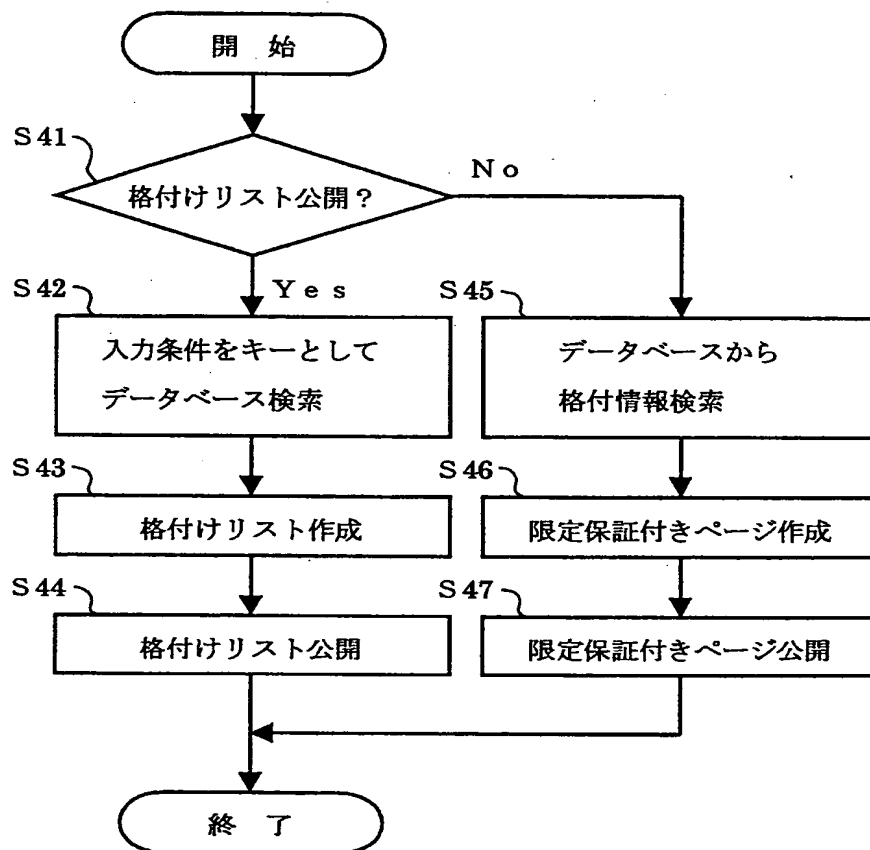 開 始
S41
格付けリスト公開？
No
Yes
S42
入力条件をキーとして
データベース検索
S43
格付けリスト作成
S44
格付けリスト公開
S45
データベースから
格付情報検索
S46
限定保証付きページ作成
S47
限定保証付きページ公開
終 了